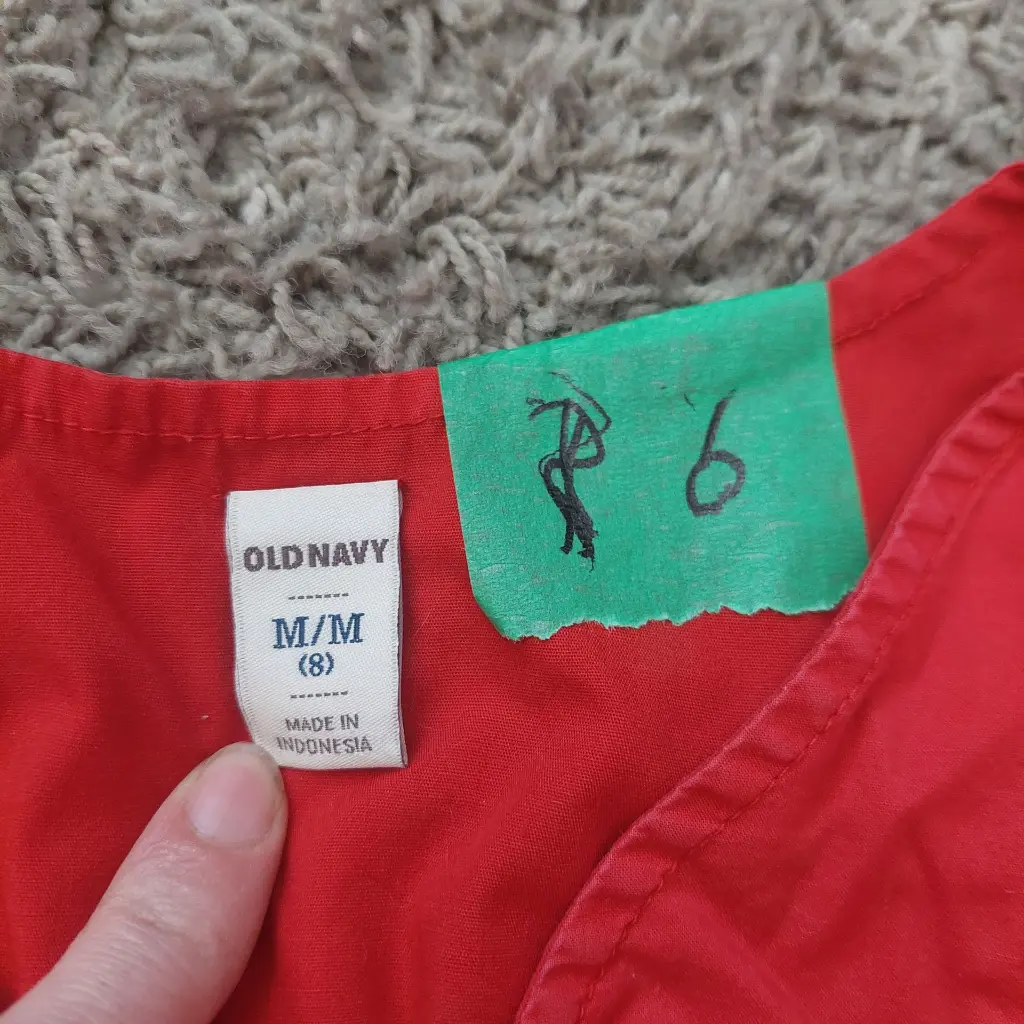 OLD NAVY
M/M
(8)
MADE IN
INDONESIA
6